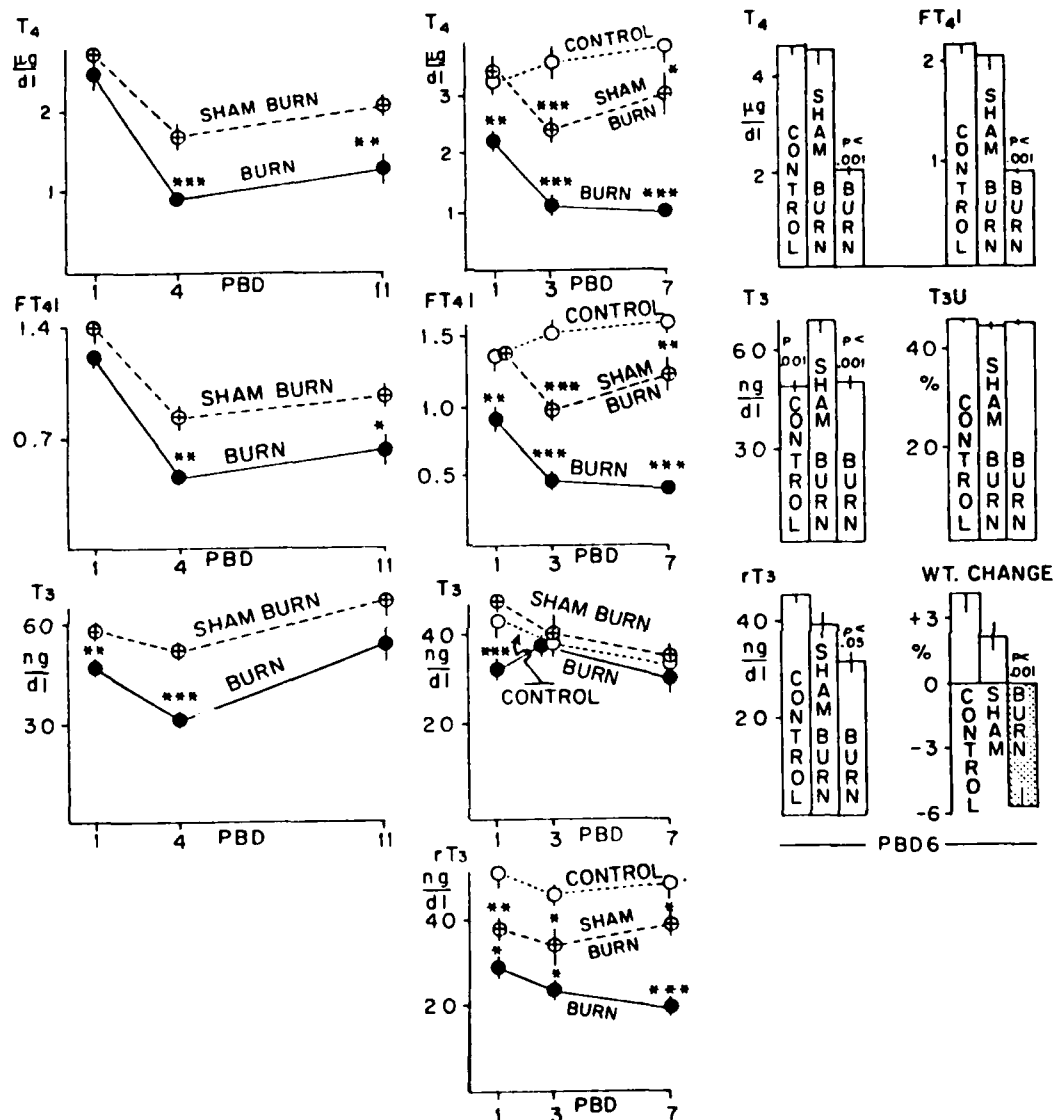 T4
μg
dl
2
1
SHAM BURN
BURN
***
**
1
4
PBD
11
FT4I
1.4
0.7
SHAM BURN
BURN
**
*
1
4
PBD
11
T3
60
ng
dl
30
SHAM BURN
BURN
**
***
1
4
PBD
11
T4
μg
dl
3
2
1
CONTROL
SHAM
BURN
BURN
**
***
*
***
***
1
3
PBD
7
FT4I
1.5
1.0
0.5
CONTROL
SHAM
BURN
BURN
**
***
**
***
***
1
3
PBD
7
T3
40
ng
dl
20
SHAM BURN
BURN
CONTROL
***
1
3
PBD
7
rT3
ng
dl
40
20
CONTROL
SHAM
BURN
BURN
**
*
*
*
*
***
1
3
PBD
7
T4
μg
dl
4
2
CONTROL
SHAM BURN
P<
.001
BURN
FT4I
2
1
CONTROL
SHAM BURN
P<
.001
BURN
T3
60
ng
dl
30
P
.001
CONTROL
SHAM BURN
P<
.001
BURN
T3U
40
%
20
CONTROL
SHAM BURN
BURN
rT3
40
ng
dl
20
CONTROL
SHAM BURN
P<
.05
BURN
WT. CHANGE
+3
%
0
-3
-6
CONTROL
SHAM
P<
.001
BURN
PBD6